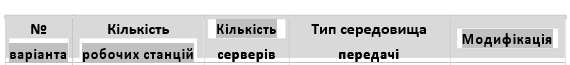 № варіанта
Кількість робочих станцій
Кількість серверів
Тип середовища передачі
Модифікація